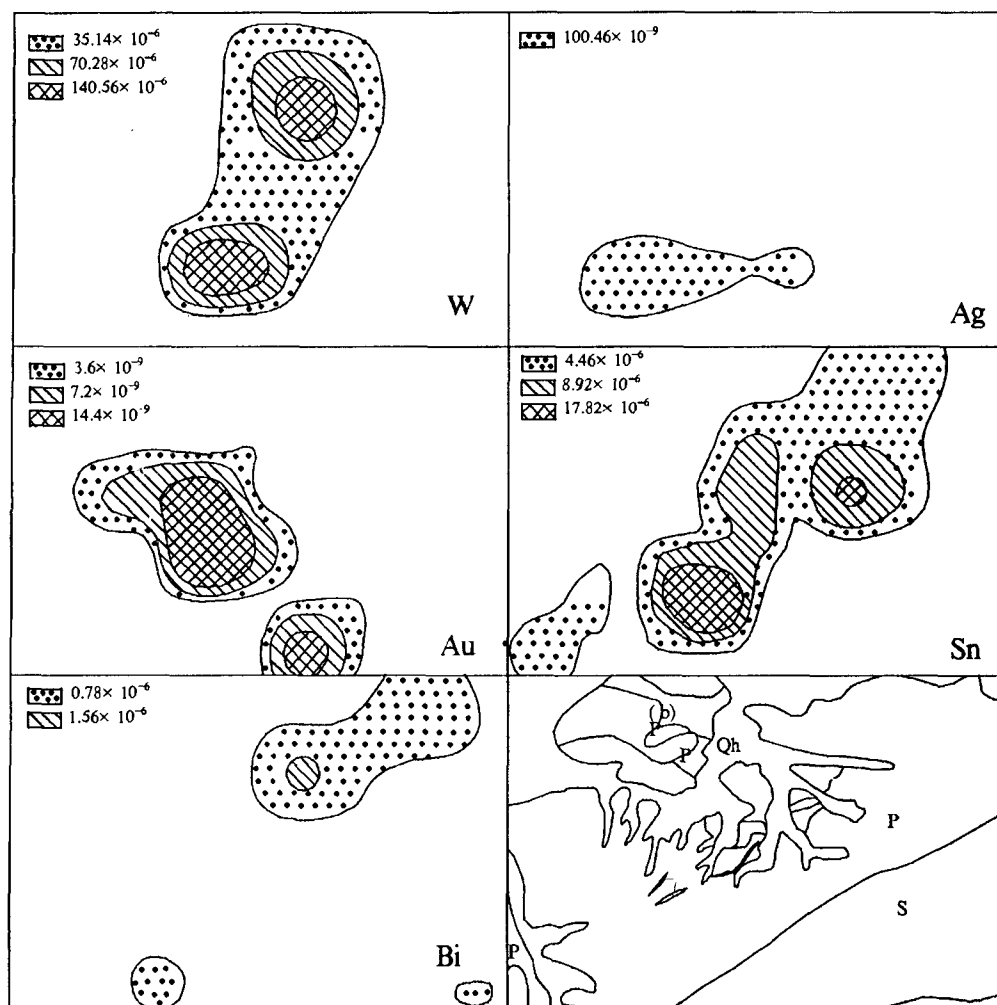 35.14× 10⁻⁶
70.28× 10⁻⁶
140.56× 10⁻⁶
W
100.46× 10⁻⁹
Ag
3.6× 10⁻⁹
7.2× 10⁻⁹
14.4× 10⁻⁹
Au
4.46× 10⁻⁶
8.92× 10⁻⁶
17.82× 10⁻⁶
Sn
0.78× 10⁻⁶
1.56× 10⁻⁶
Bi
Qh
P
P
S
P